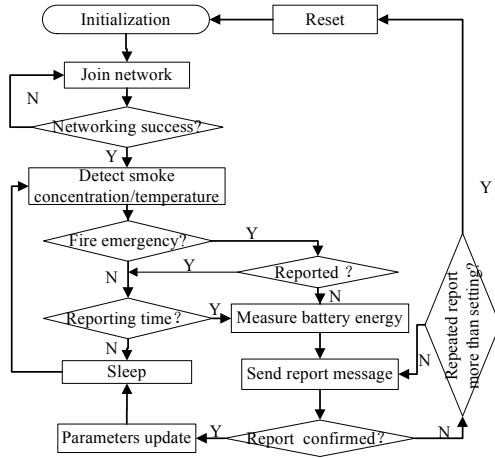 Initialization
Reset
Join network
N
Networking success?
Y
Detect smoke
concentration/temperature
Y
Fire emergency?
Y
N
Y
Reported ?
N
Reporting time?
Y
Measure battery energy
Repeated report
more than setting?
N
Sleep
Send report message
N
Parameters update
Y
Report confirmed?
N